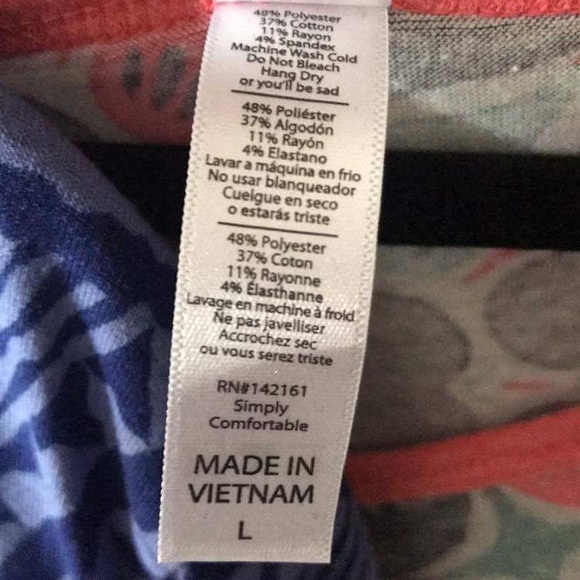 48% Polyester
37% Cotton
11% Rayon
4% Spandex
Machine Wash Cold
Do Not Bleach
Hang Dry
or you'll be sad
48% Poliéster
37% Algodón
11% Rayón
4% Elastano
Lavar a máquina en frio
No usar blanqueador
Cuelgue en seco
o estarás triste
48% Polyester
37% Coton
11% Rayonne
4% Élasthanne
Lavage en machine à froid
Ne pas javelliser
Accrochez sec
ou vous serez triste
RN#142161
Simply
Comfortable
MADE IN
VIETNAM
L